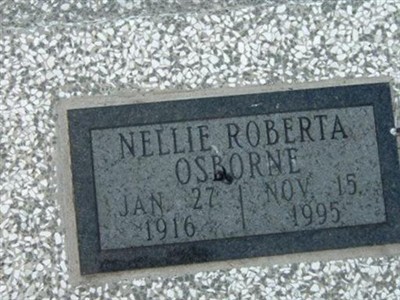 NELLIE ROBERTA
OSBORNE
JAN. 27 NOV. 15
1916 1995